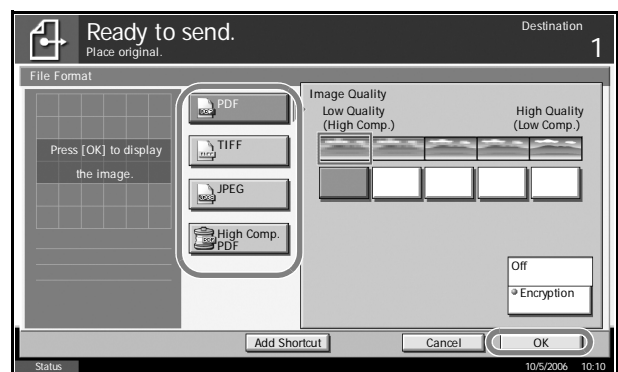 Ready to send.
Place original.
Destination
1
File Format
Press [OK] to display
the image.
PDF
TIFF
JPEG
High Comp.
PDF
Image Quality
Low Quality
(High Comp.)
High Quality
(Low Comp.)
Off
Encryption
Add Shortcut
Cancel
OK
Status
10/5/2006 10:10